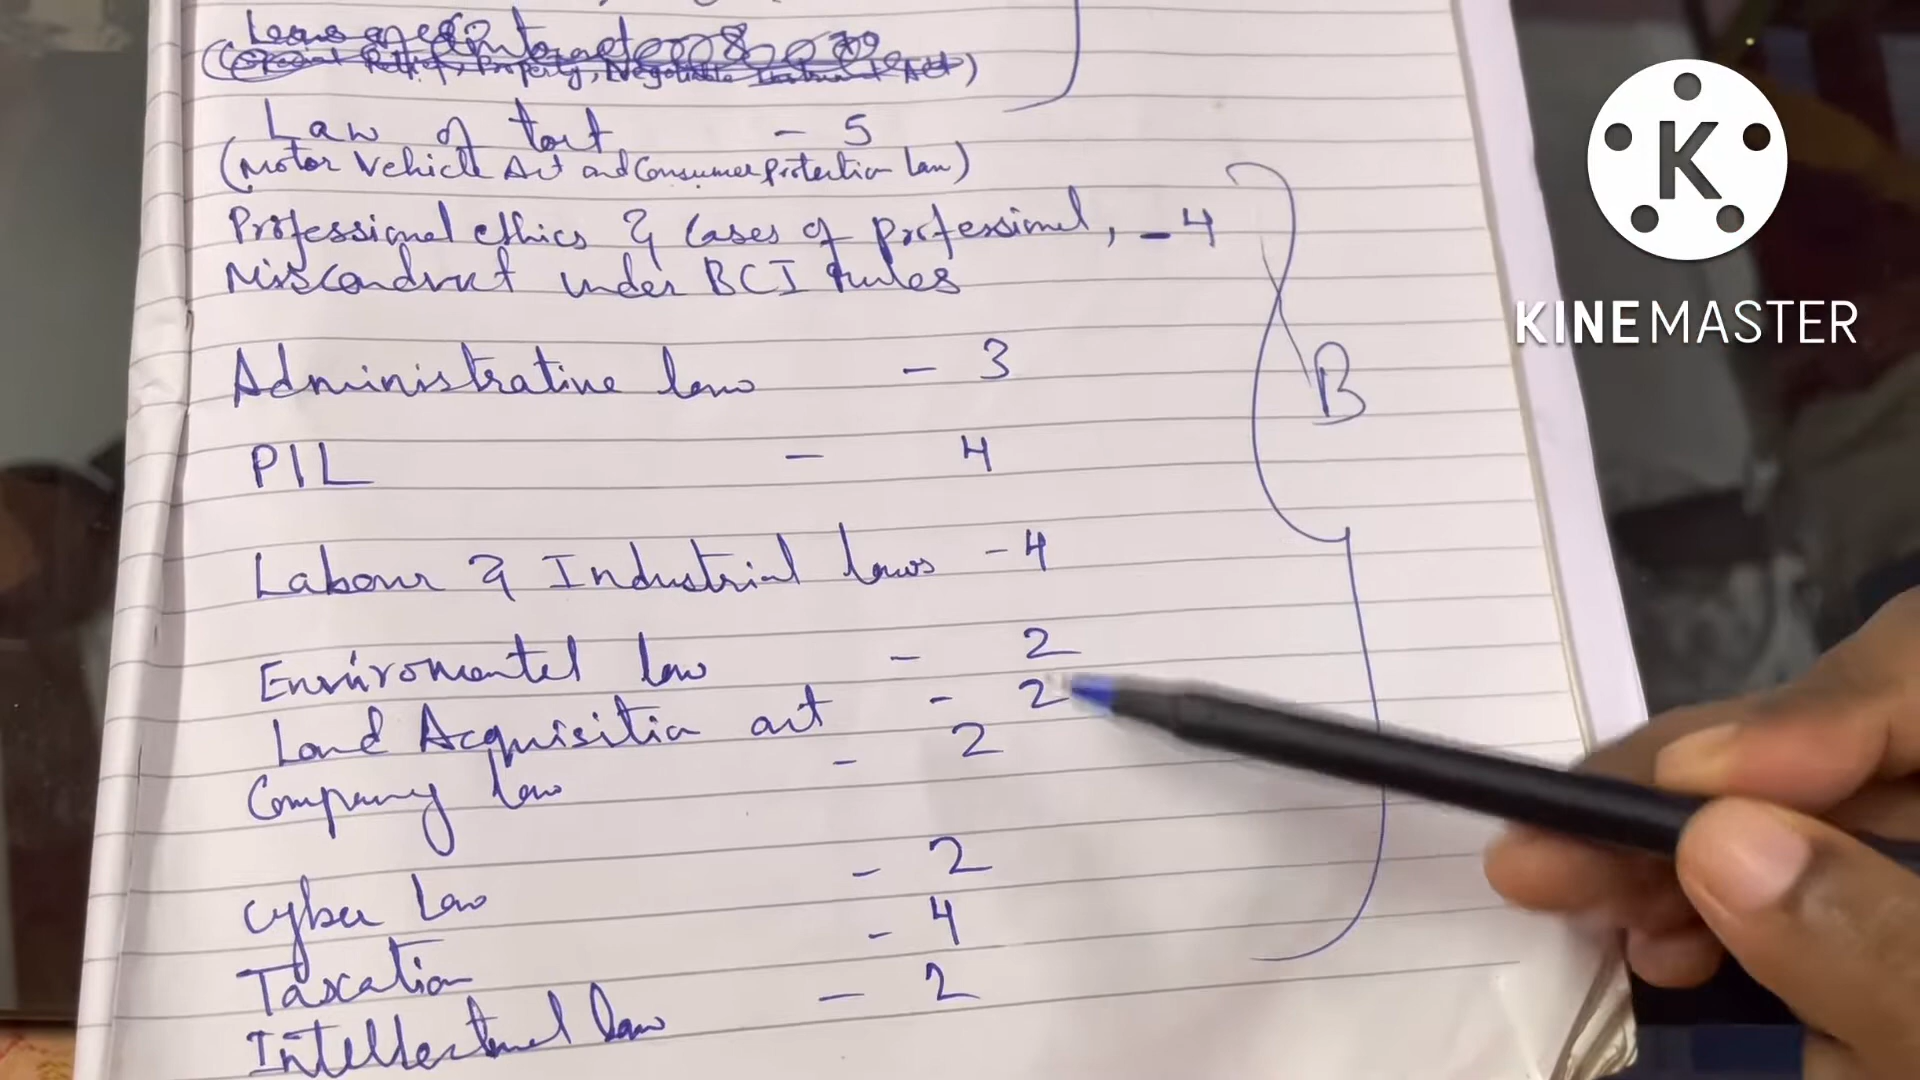 Law of tort - 5
(Motor Vehicle Act and Consumer Protection Law)
Professional ethics & Cases of professional, - 4
Misconduct under BCI rules
Administrative law - 3
PIL - 4
Labour & Industrial laws - 4
Enviromental law - 2
Land Acquisition act - 2
Company law - 2
Cyber Law - 2
Taxation - 4
Intellectual law - 2
B
K
KINEMASTER